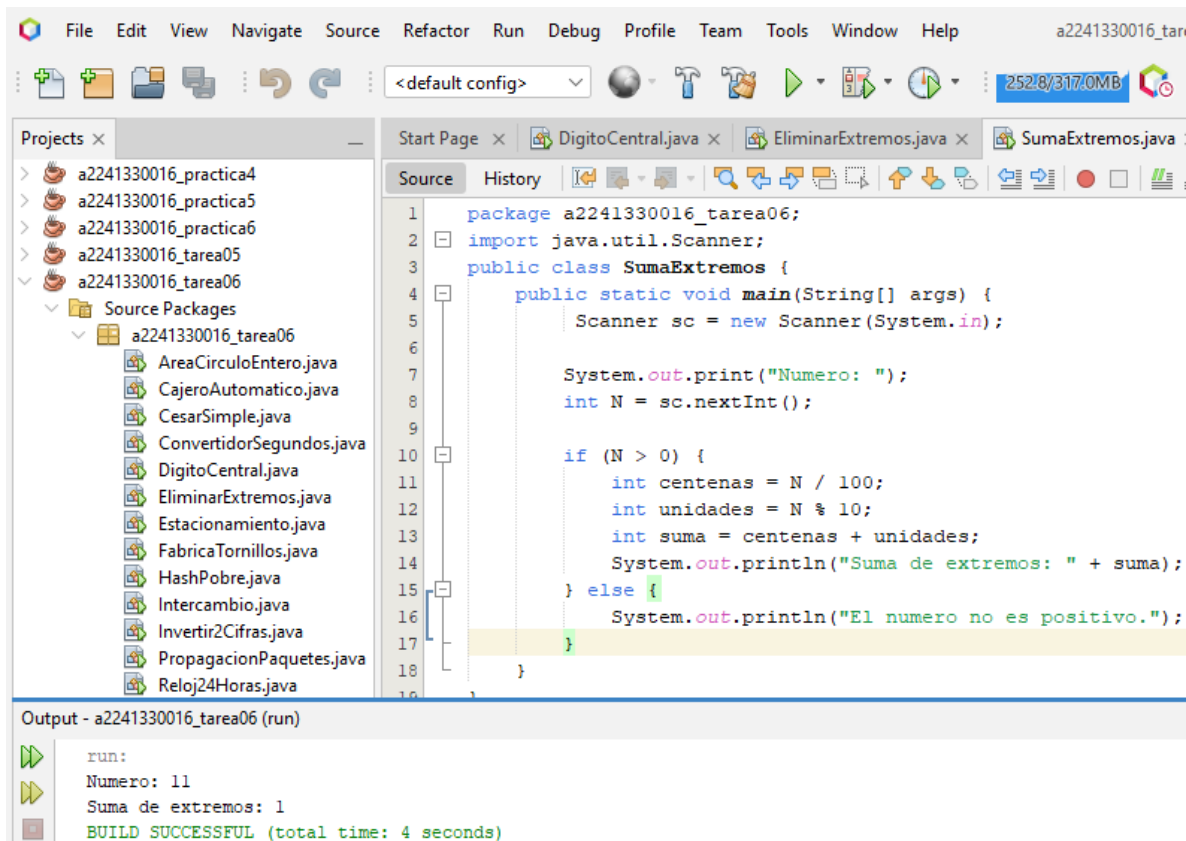 File Edit View Navigate Source Refactor Run Debug Profile Team Tools Window Help a2241330016_tar
<default config> 252.8/317.0MB
Projects
Start Page DigitoCentral.java EliminarExtremos.java SumaExtremos.java
Source History
a2241330016_practica4
a2241330016_practica5
a2241330016_practica6
a2241330016_tarea05
a2241330016_tarea06
Source Packages
a2241330016_tarea06
AreaCirculoEntero.java
CajeroAutomatico.java
CesarSimple.java
ConvertidorSegundos.java
DigitoCentral.java
EliminarExtremos.java
Estacionamiento.java
FabricaTornillos.java
HashPobre.java
Intercambio.java
Invertir2Cifras.java
PropagacionPaquetes.java
Reloj24Horas.java
1 package a2241330016_tarea06;
2 import java.util.Scanner;
3 public class SumaExtremos {
4 public static void main(String[] args) {
5 Scanner sc = new Scanner(System.in);
6
7 System.out.print("Numero: ");
8 int N = sc.nextInt();
9
10 if (N > 0) {
11 int centenas = N / 100;
12 int unidades = N % 10;
13 int suma = centenas + unidades;
14 System.out.println("Suma de extremos: " + suma);
15 } else {
16 System.out.println("El numero no es positivo.");
17 }
18 }
19 }
Output - a2241330016_tarea06 (run)
run:
Numero: 11
Suma de extremos: 1
BUILD SUCCESSFUL (total time: 4 seconds)